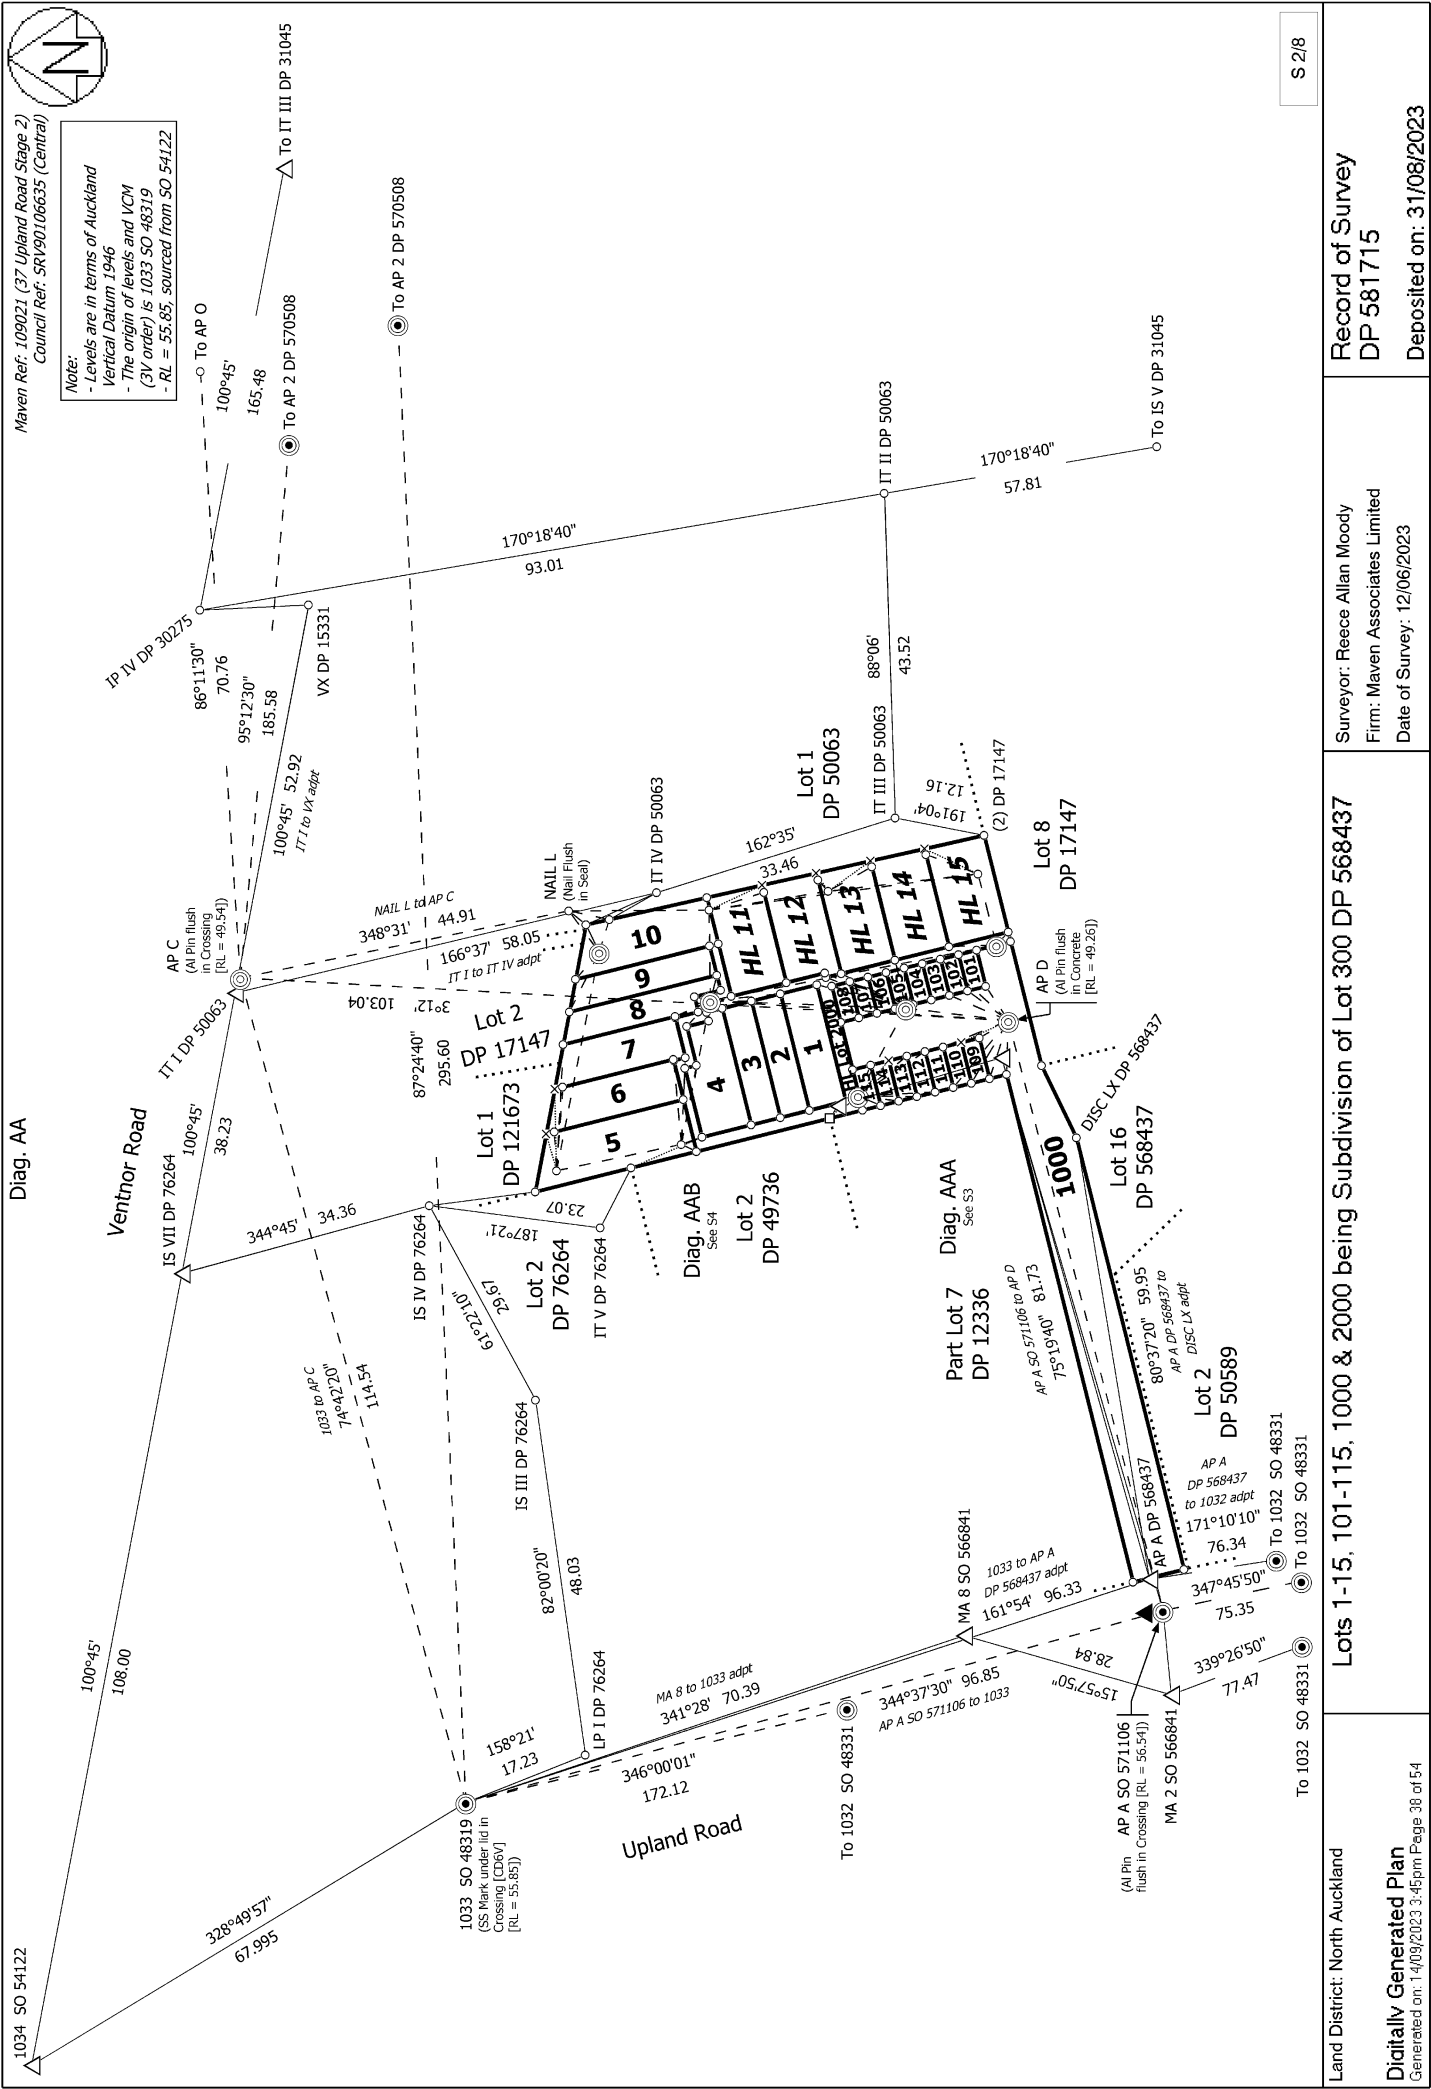 Maven Ref: 109021 (37 Upland Road Stage 2)
Council Ref: SRV90106635 (Central)
N
Note:
- Levels are in terms of Auckland
Vertical Datum 1946
- The origin of levels and VCM
(3V order) is 1033 SO 48319
- RL = 55.85, sourced from SO 54122
Diag. AA
1034 SO 54122
100°45'
108.00
328°49'57"
67.995
Ventnor Road
IS VII DP 76264
100°45'
38.23
IT I DP 50063
AP C
(Al Pin flush
in Crossing
[RL = 49.54])
344°45' 34.36
1033 to AP C
74°42'20"
114.54
100°45' 52.92
IT I to VX adpt
VX DP 15331
IP IV DP 30275
86°11'30"
70.76
95°12'30"
185.58
To AP O
100°45'
165.48
To IT III DP 31045
To AP 2 DP 570508
To AP 2 DP 570508
170°18'40"
93.01
IT II DP 50063
170°18'40"
57.81
To IS V DP 31045
88°06'
43.52
IT III DP 50063
191°04'
12.16
(2) DP 17147
NAIL L to AP C
348°31' 44.91
166°37' 58.05
IT I to IT IV adpt
3°12' 103.04
87°24'40"
295.60
NAIL L
(Nail Flush
in Seal)
IT IV DP 50063
162°35'
33.46
Lot 1
DP 50063
Lot 8
DP 17147
Lot 2
DP 17147
Lot 1
DP 121673
IS IV DP 76264
187°21'
23.07
61°22'10"
29.67
Lot 2
DP 76264
IT V DP 76264
IS III DP 76264
82°00'20"
48.03
LP I DP 76264
158°21'
17.23
1033 SO 48319
(SS Mark under lid in
Crossing [CD6V]
[RL = 55.85])
MA 8 to 1033 adpt
341°28' 70.39
346°00'01"
172.12
Upland Road
To 1032 SO 48331
344°37'30" 96.85
AP A SO 571106 to 1033
MA 8 SO 566841
1033 to AP A
DP 568437 adpt
161°54' 96.33
15°57'50"
28.84
AP A SO 571106
(Al Pin
flush in Crossing [RL = 56.54])
MA 2 SO 566841
339°26'50"
77.47
To 1032 SO 48331
347°45'50"
75.35
To 1032 SO 48331
To 1032 SO 48331
AP A
DP 568437
to 1032 adpt
171°10'10"
76.34
AP A DP 568437
Lot 2
DP 50589
80°37'20" 59.95
AP A DP 568437 to
DISC LX adpt
AP A SO 571106 to AP D
75°19'40" 81.73
Part Lot 7
DP 12336
Diag. AAA
See S3
Diag. AAB
See S4
Lot 2
DP 49736
Lot 16
DP 568437
DISC LX DP 568437
AP D
(Al Pin flush
in Concrete
[RL = 49.26])
1000
5
6
7
8
9
10
4
3
2
1
HL 11
HL 12
HL 13
HL 14
HL 15
Lot 2000
108
107
106
105
104
103
102
101
115
114
113
112
111
110
109
S 2/8
Land District: North Auckland
Digitally Generated Plan
Generated on: 14/09/2023 3:45pm Page 38 of 54
Lots 1-15, 101-115, 1000 & 2000 being Subdivision of Lot 300 DP 568437
Surveyor: Reece Allan Moody
Firm: Maven Associates Limited
Date of Survey: 12/06/2023
Record of Survey
DP 581715
Deposited on: 31/08/2023